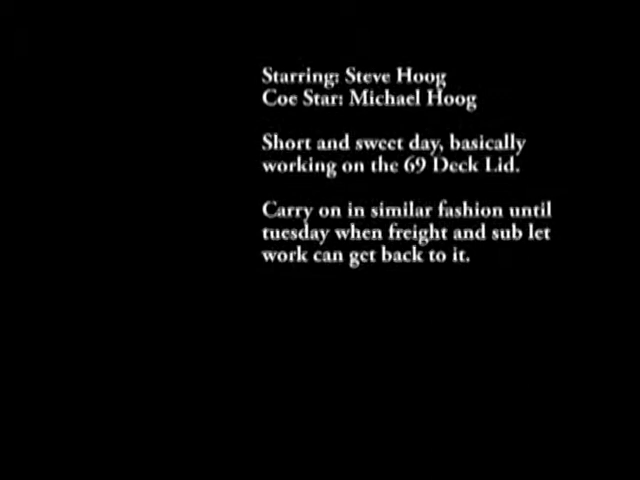 Starring: Steve Hoog
Coe Star: Michael Hoog
Short and sweet day, basically
working on the 69 Deck Lid.
Carry on in similar fashion until
tuesday when freight and sub let
work can get back to it.